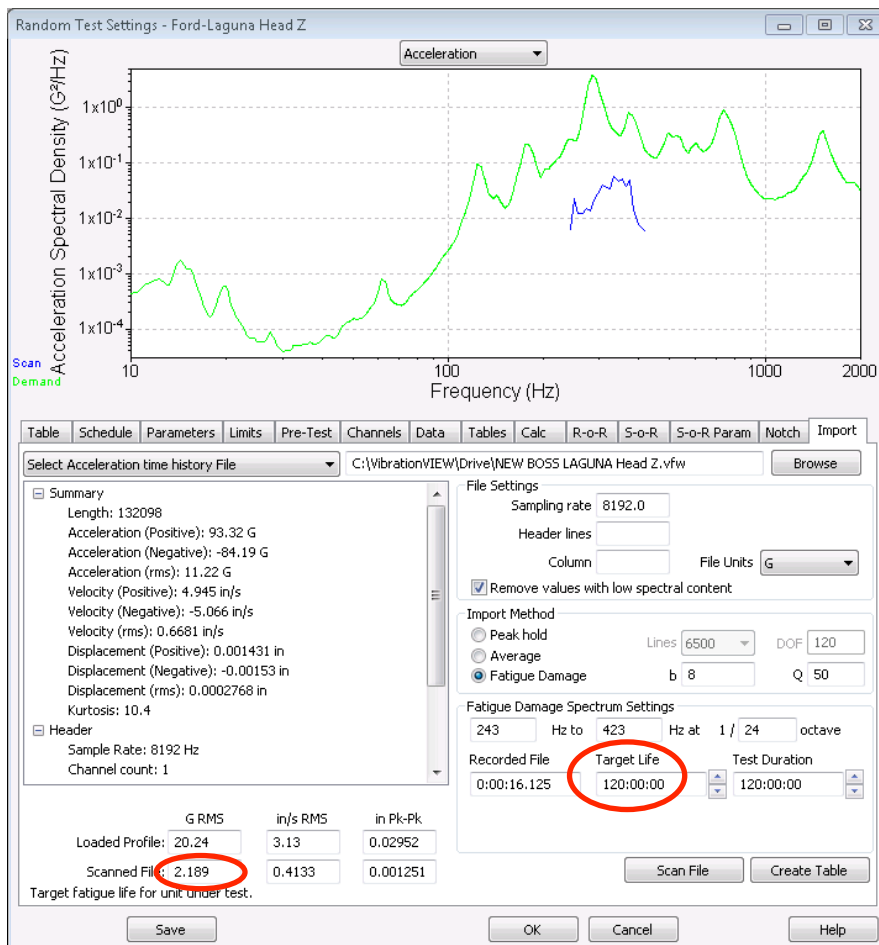 Random Test Settings - Ford-Laguna Head Z
Acceleration
Acceleration Spectral Density (G²/Hz)
1x10⁰
1x10⁻¹
1x10⁻²
1x10⁻³
1x10⁻⁴
Scan
Demand
10 100 1000 2000
Frequency (Hz)
Table Schedule Parameters Limits Pre-Test Channels Data Tables Calc R-o-R S-o-R S-o-R Param Notch Import
Select Acceleration time history File C:\VibrationVIEW\Drive\NEW BOSS LAGUNA Head Z.vfw Browse
Summary
Length: 132098
Acceleration (Positive): 93.32 G
Acceleration (Negative): -84.19 G
Acceleration (rms): 11.22 G
Velocity (Positive): 4.945 in/s
Velocity (Negative): -5.066 in/s
Velocity (rms): 0.6681 in/s
Displacement (Positive): 0.001431 in
Displacement (Negative): -0.00153 in
Displacement (rms): 0.0002768 in
Kurtosis: 10.4
Header
Sample Rate: 8192 Hz
Channel count: 1
File Settings
Sampling rate 8192.0
Header lines
Column File Units G
Remove values with low spectral content
Import Method
Peak hold
Lines 6500 DOF 120
Average
Fatigue Damage b 8 Q 50
Fatigue Damage Spectrum Settings
243 Hz to 423 Hz at 1 / 24 octave
Recorded File Target Life Test Duration
0:00:16.125 120:00:00 120:00:00
G RMS in/s RMS in Pk-Pk
Loaded Profile: 20.24 3.13 0.02952
Scanned File: 2.189 0.4133 0.001251
Target fatigue life for unit under test.
Scan File Create Table
Save OK Cancel Help